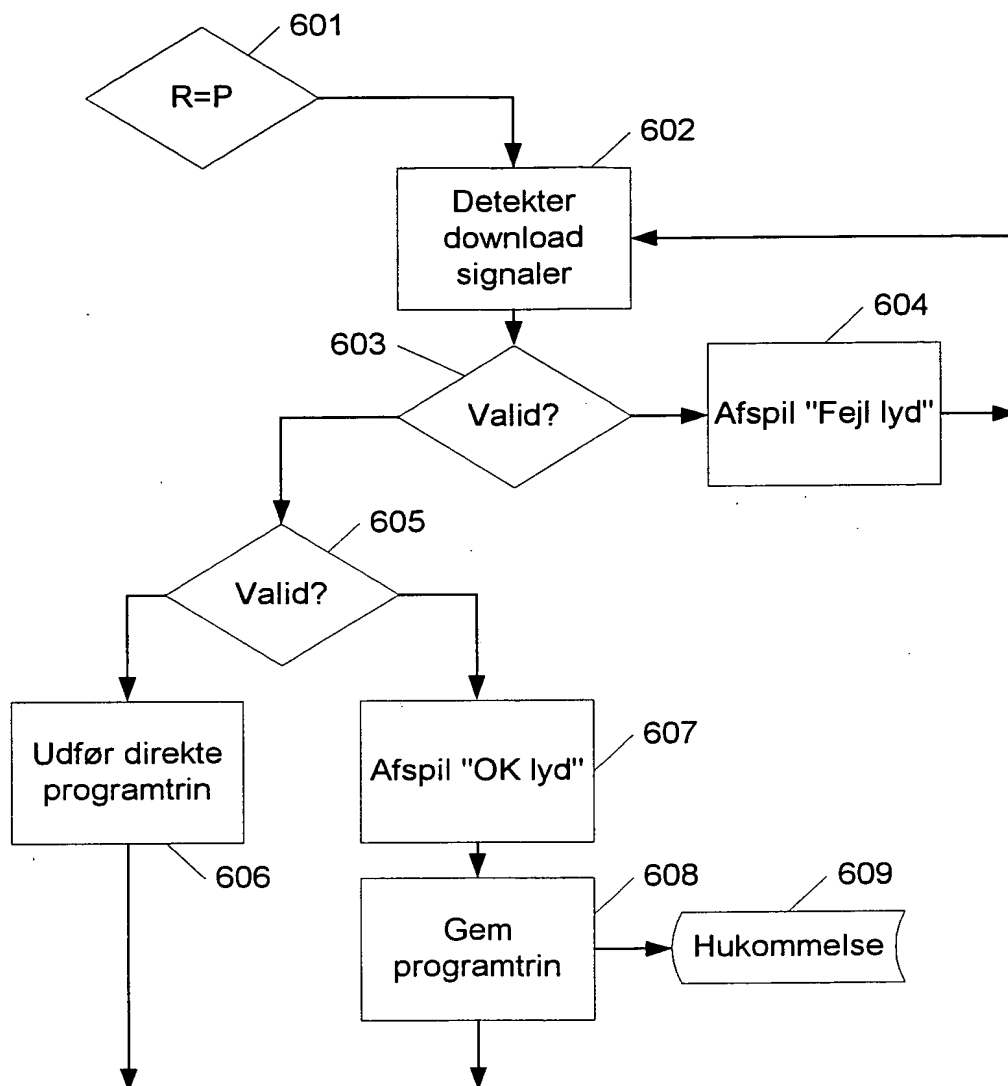 601
R=P
602
Detekter
download
signaler
603
604
Valid?
Afspil "Fejl lyd"
605
Valid?
Udfør direkte
programtrin
606
607
Afspil "OK lyd"
608
Gem
programtrin
609
Hukommelse